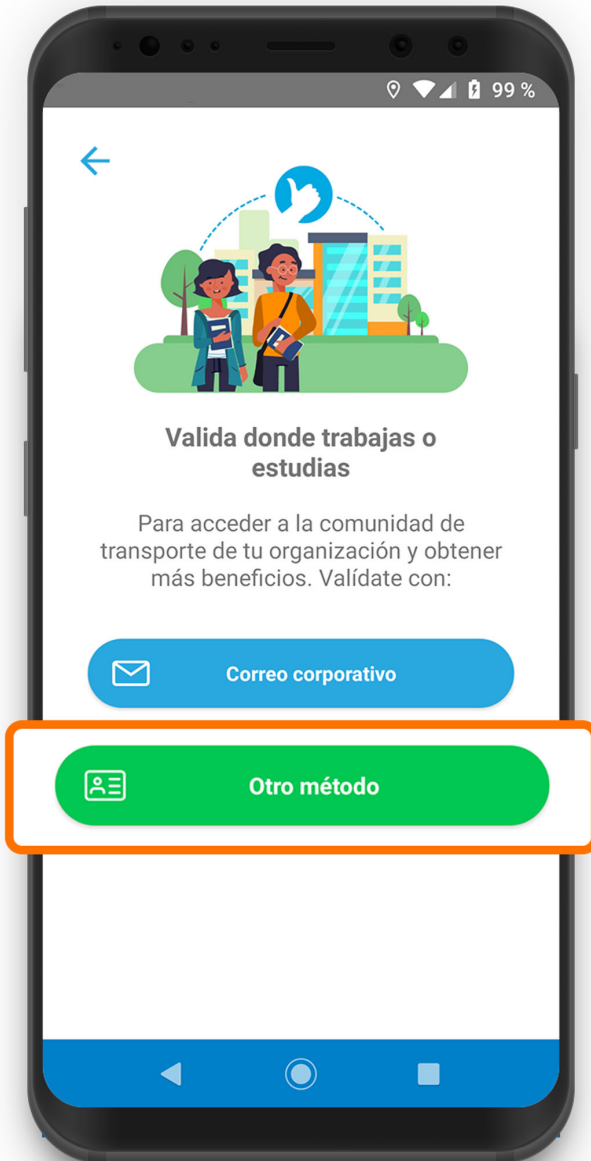 99 %
Valida donde trabajas o
estudias
Para acceder a la comunidad de
transporte de tu organización y obtener
más beneficios. Valídate con:
Correo corporativo
Otro método